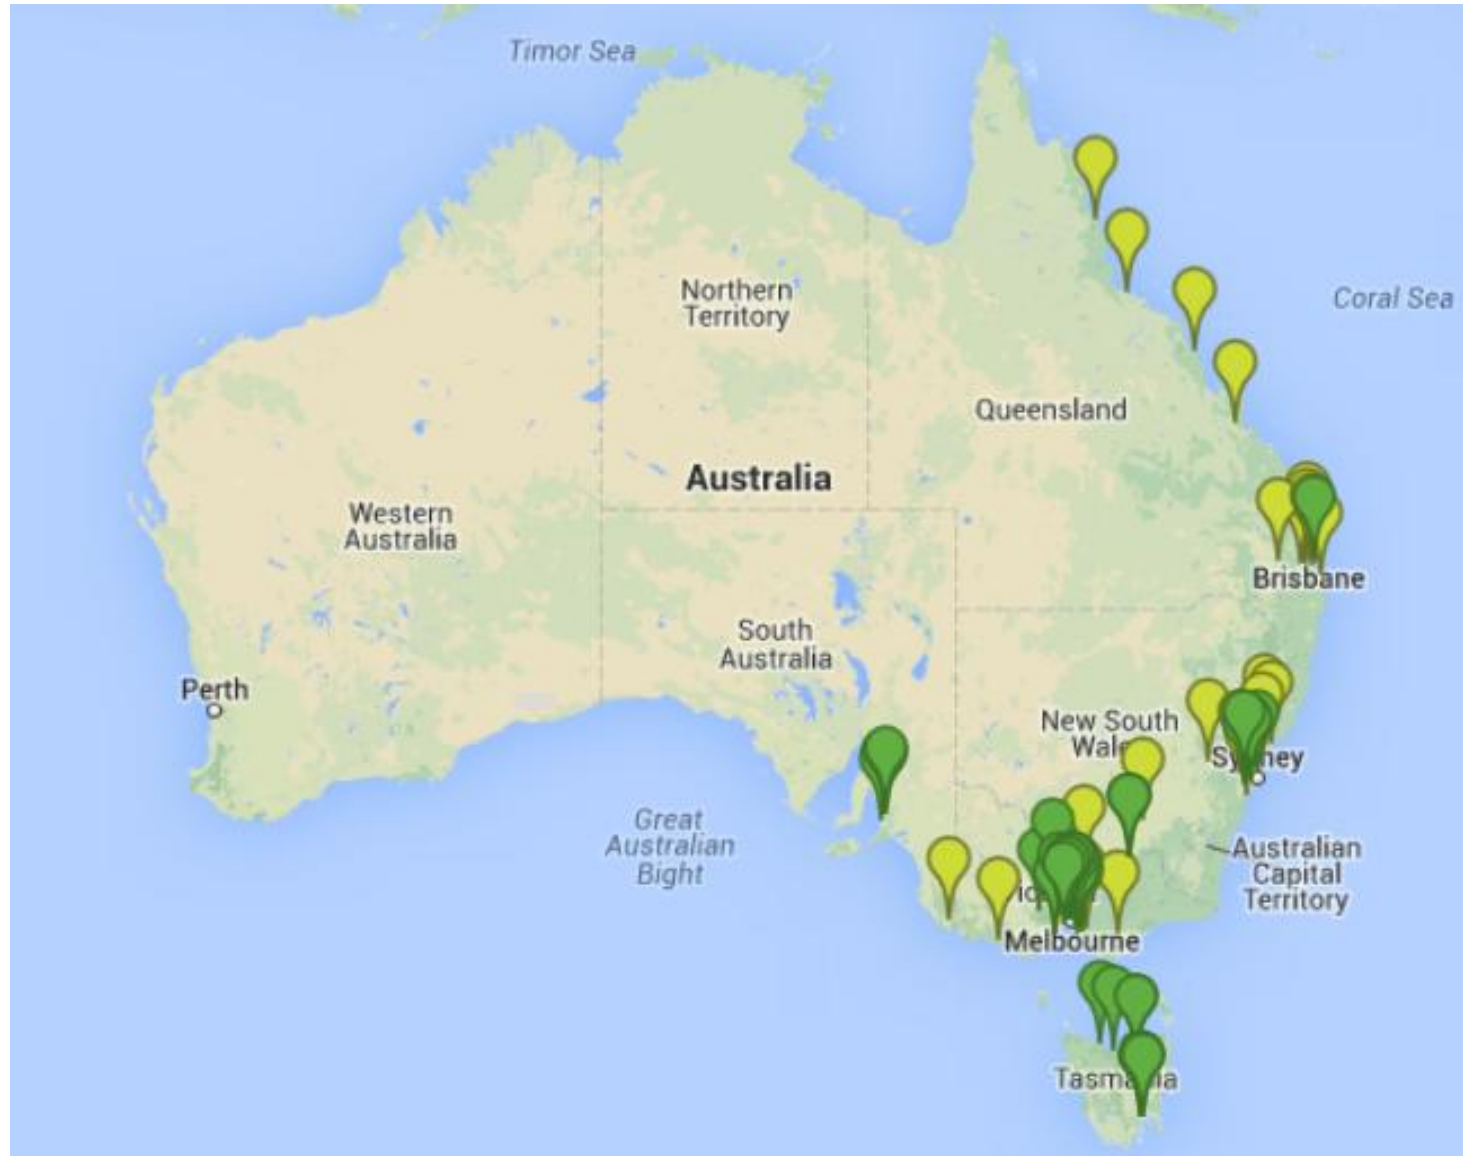 Timor Sea
Northern
Territory
Coral Sea
Queensland
Australia
Western
Australia
Brisbane
South
Australia
Perth
New South
Great
Australian
Bight
Australian
Capital
Territory
Melbourne